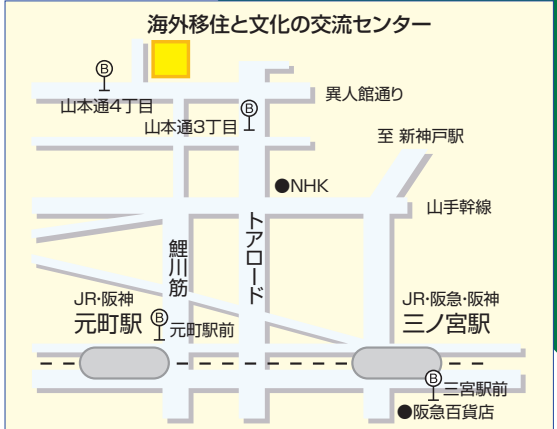 海外移住と文化の交流センター
Ⓑ
山本通4丁目
異人館通り
Ⓑ
山本通3丁目
至 新神戸駅
●NHK
山手幹線
トアロード
鯉川筋
JR・阪神
元町駅
Ⓑ
元町駅前
JR・阪急・阪神
三ノ宮駅
Ⓑ
三宮駅前
●阪急百貨店